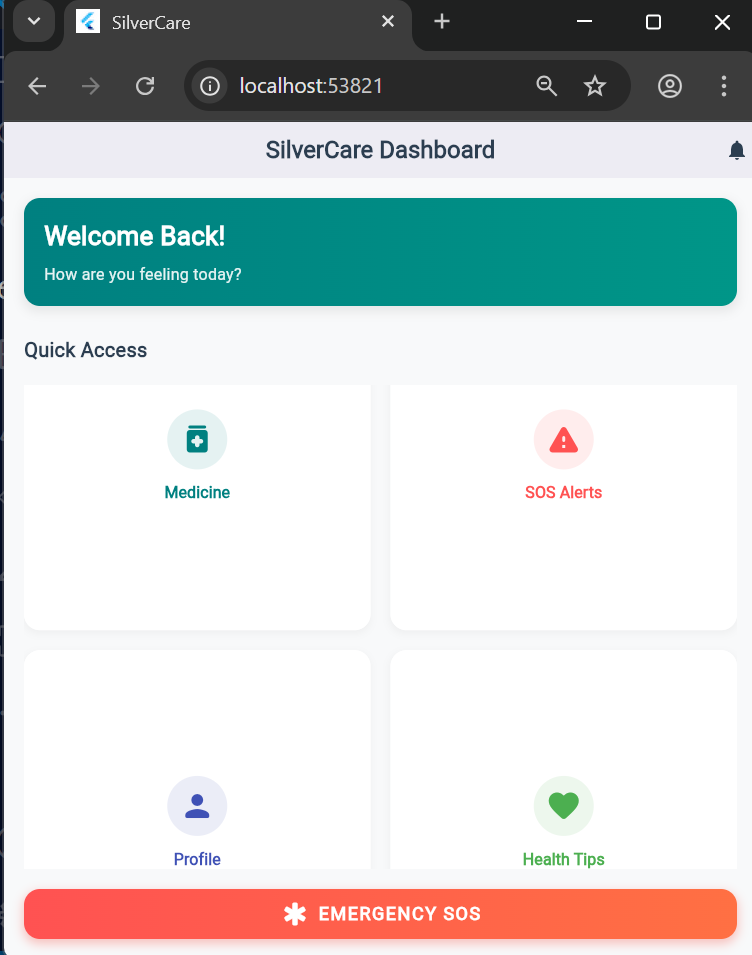 SilverCare
localhost:53821
SilverCare Dashboard
Welcome Back!
How are you feeling today?
Quick Access
Medicine
SOS Alerts
Profile
Health Tips
EMERGENCY SOS